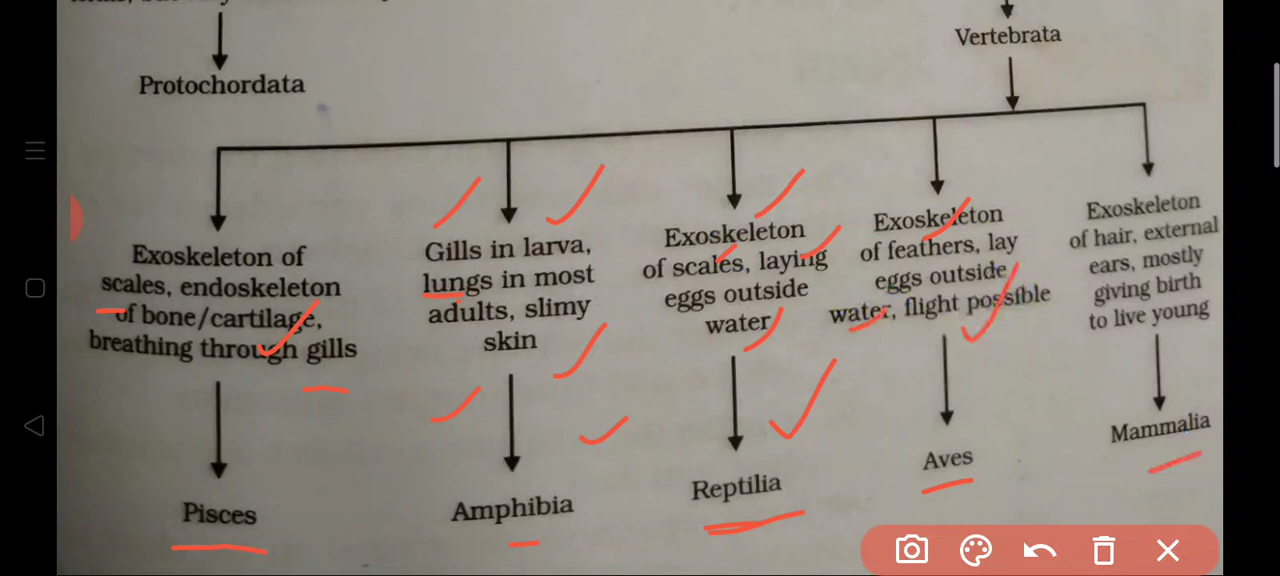 Vertebrata
Protochordata
Exoskeleton of
scales, endoskeleton
of bone/cartilage,
breathing through gills
Gills in larva,
lungs in most
adults, slimy
skin
Exoskeleton
of scales, laying
eggs outside
water
Exoskeleton
of feathers, lay
eggs outside
water, flight possible
Exoskeleton
of hair, external
ears, mostly
giving birth
to live young
Pisces
Amphibia
Reptilia
Aves
Mammalia